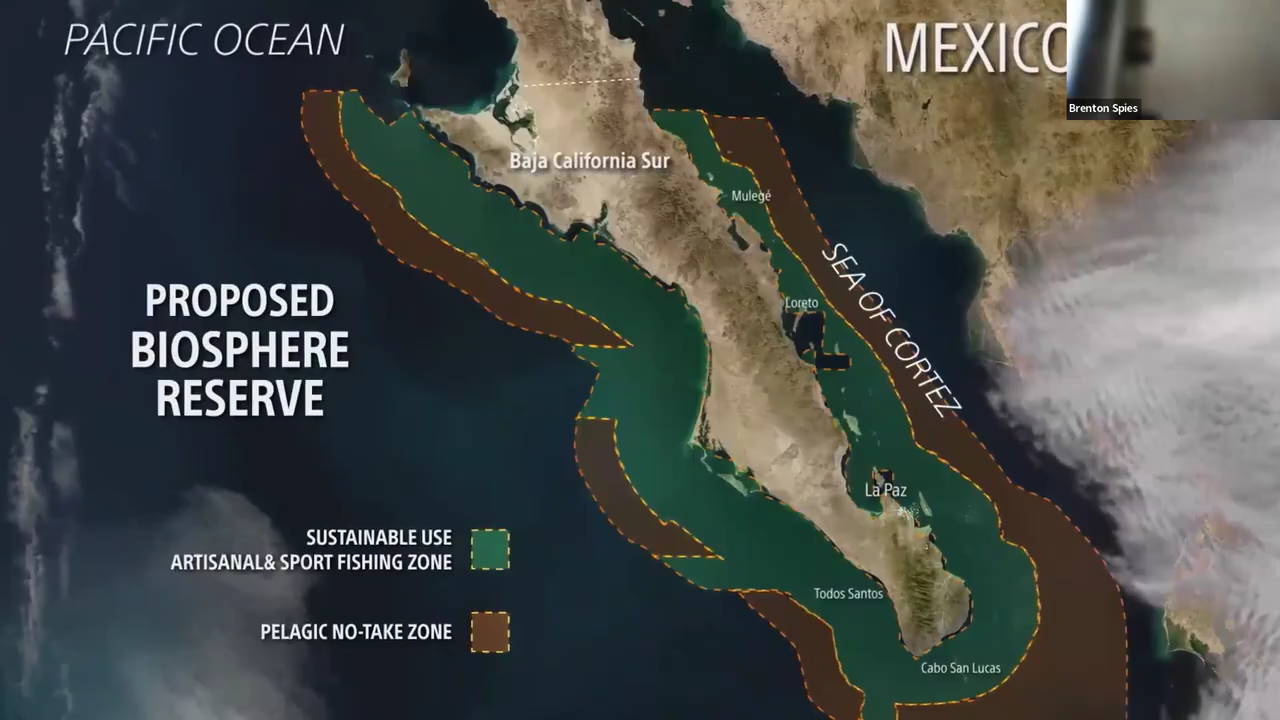 PACIFIC OCEAN
MEXICO
Brenton Spies
Baja California Sur
Mulegé
SEA OF CORTEZ
Loreto
PROPOSED
BIOSPHERE
RESERVE
La Paz
SUSTAINABLE USE
ARTISANAL& SPORT FISHING ZONE
Todos Santos
PELAGIC NO-TAKE ZONE
Cabo San Lucas